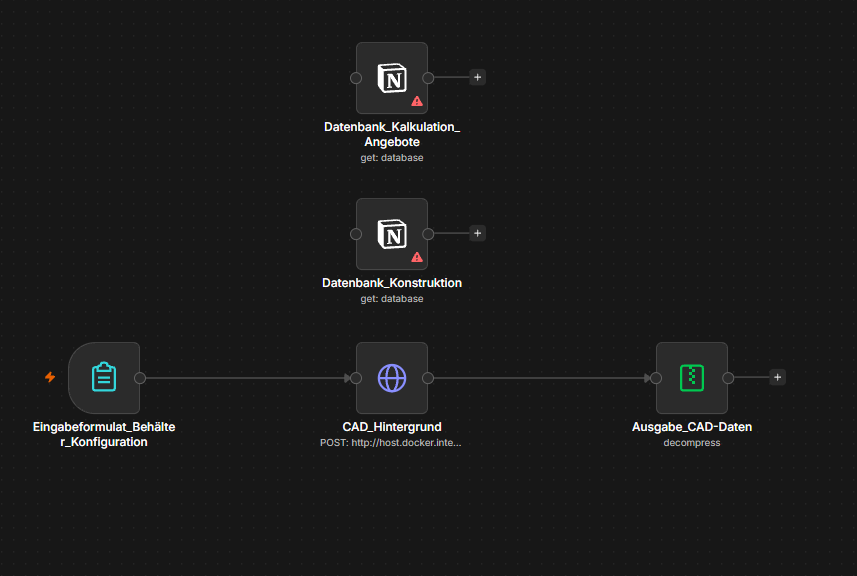 Datenbank_Kalkulation_
Angebote
get: database
Datenbank_Konstruktion
get: database
Eingabeformulat_Behälte
r_Konfiguration
CAD_Hintergrund
POST: http://host.docker.inte...
Ausgabe_CAD-Daten
decompress